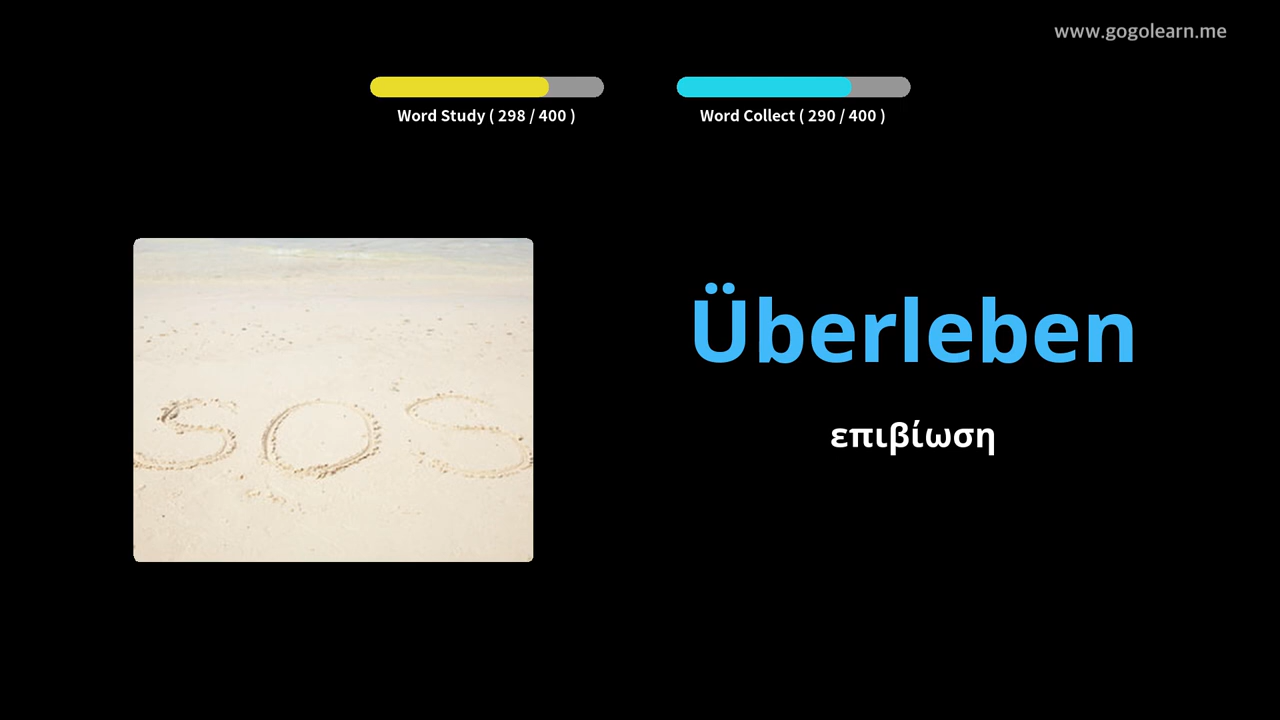 www.gogolearn.me
Word Study ( 298 / 400 )
Word Collect ( 290 / 400 )
Überleben
επιβίωση
SOS